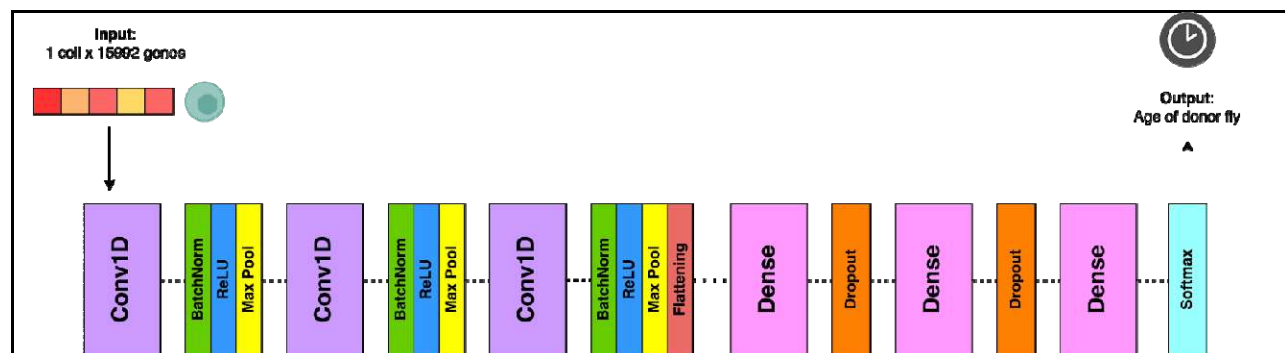 Input:
1 cell x 15992 genes
Output:
Age of donor fly
Conv1D
BatchNorm
ReLU
Max Pool
Conv1D
BatchNorm
ReLU
Max Pool
Conv1D
BatchNorm
ReLU
Max Pool
Flattening
Dense
Dropout
Dense
Dropout
Dense
Softmax